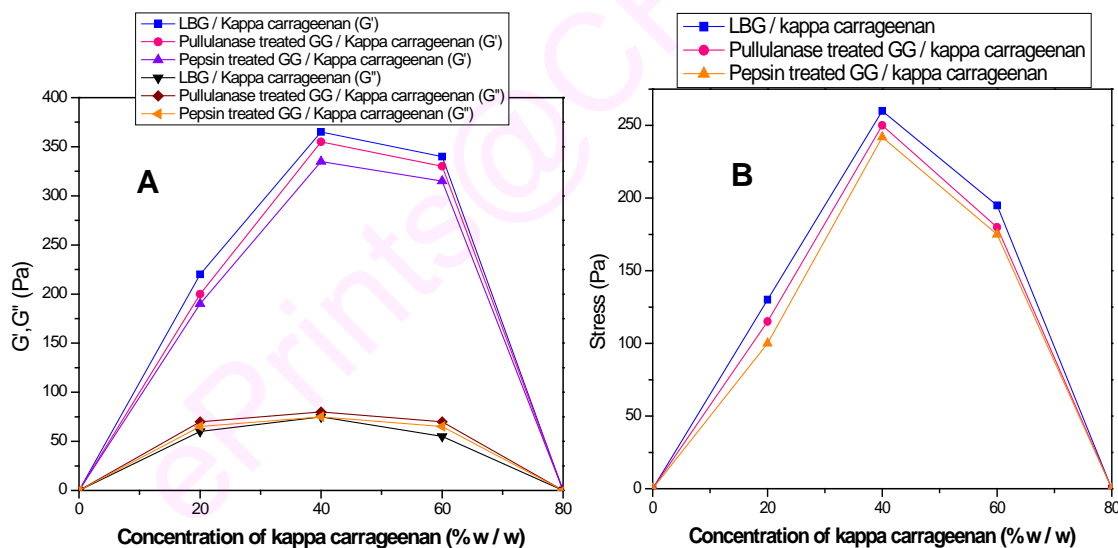 LBG / Kappa carrageenan (G')
Pullulanase treated GG / Kappa carrageenan (G')
Pepsin treated GG / Kappa carrageenan (G')
LBG / Kappa carrageenan (G")
Pullulanase treated GG / Kappa carrageenan (G")
Pepsin treated GG / Kappa carrageenan (G")
A
400
350
300
250
200
150
100
50
0
G',G" (Pa)
0 20 40 60 80
Concentration of kappa carrageenan (% w / w)
LBG / kappa carrageenan
Pullulanase treated GG / kappa carrageenan
Pepsin treated GG / kappa carrageenan
B
250
200
150
100
50
0
Stress (Pa)
0 20 40 60 80
Concentration of kappa carrageenan (% w / w)